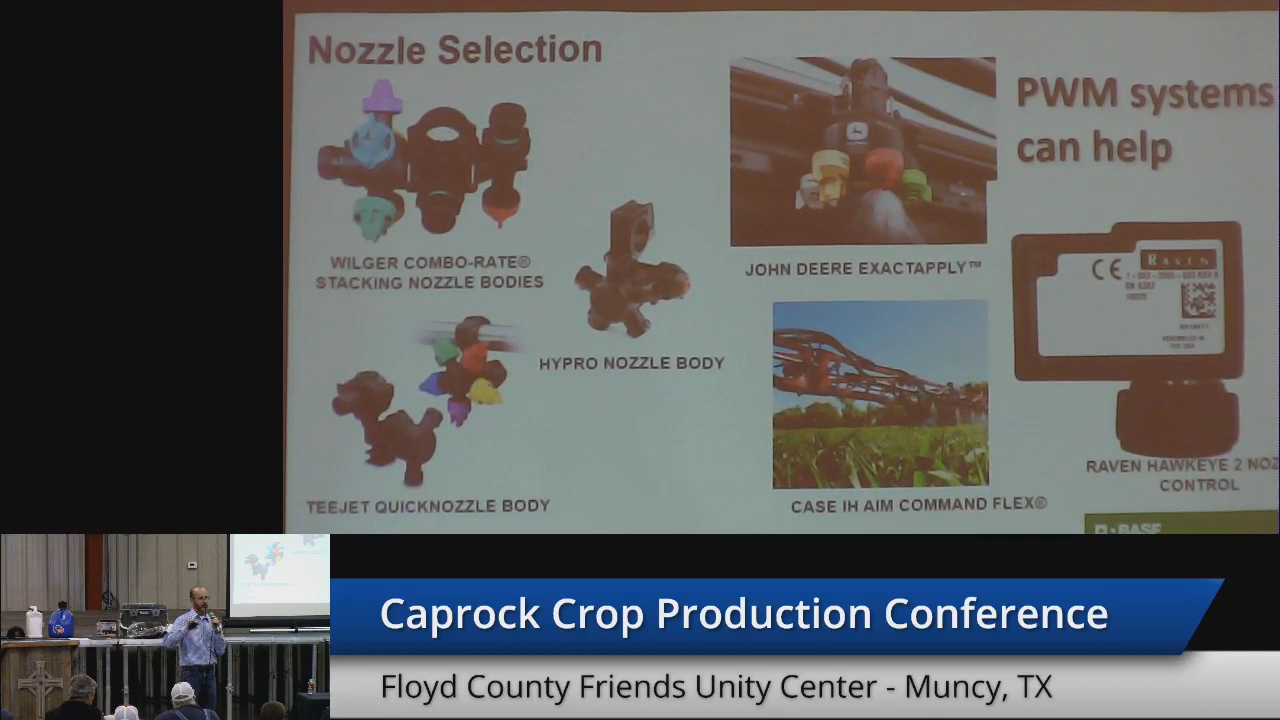 Nozzle Selection
PWM systems
can help
WILGER COMBO-RATE®
STACKING NOZZLE BODIES
HYPRO NOZZLE BODY
TEEJET QUICKNOZZLE BODY
JOHN DEERE EXACTAPPLY™
CASE IH AIM COMMAND FLEX®
RAVEN
CE
RAVEN HAWKEYE 2 NOZ
CONTROL
BASF
Caprock Crop Production Conference
Floyd County Friends Unity Center - Muncy, TX